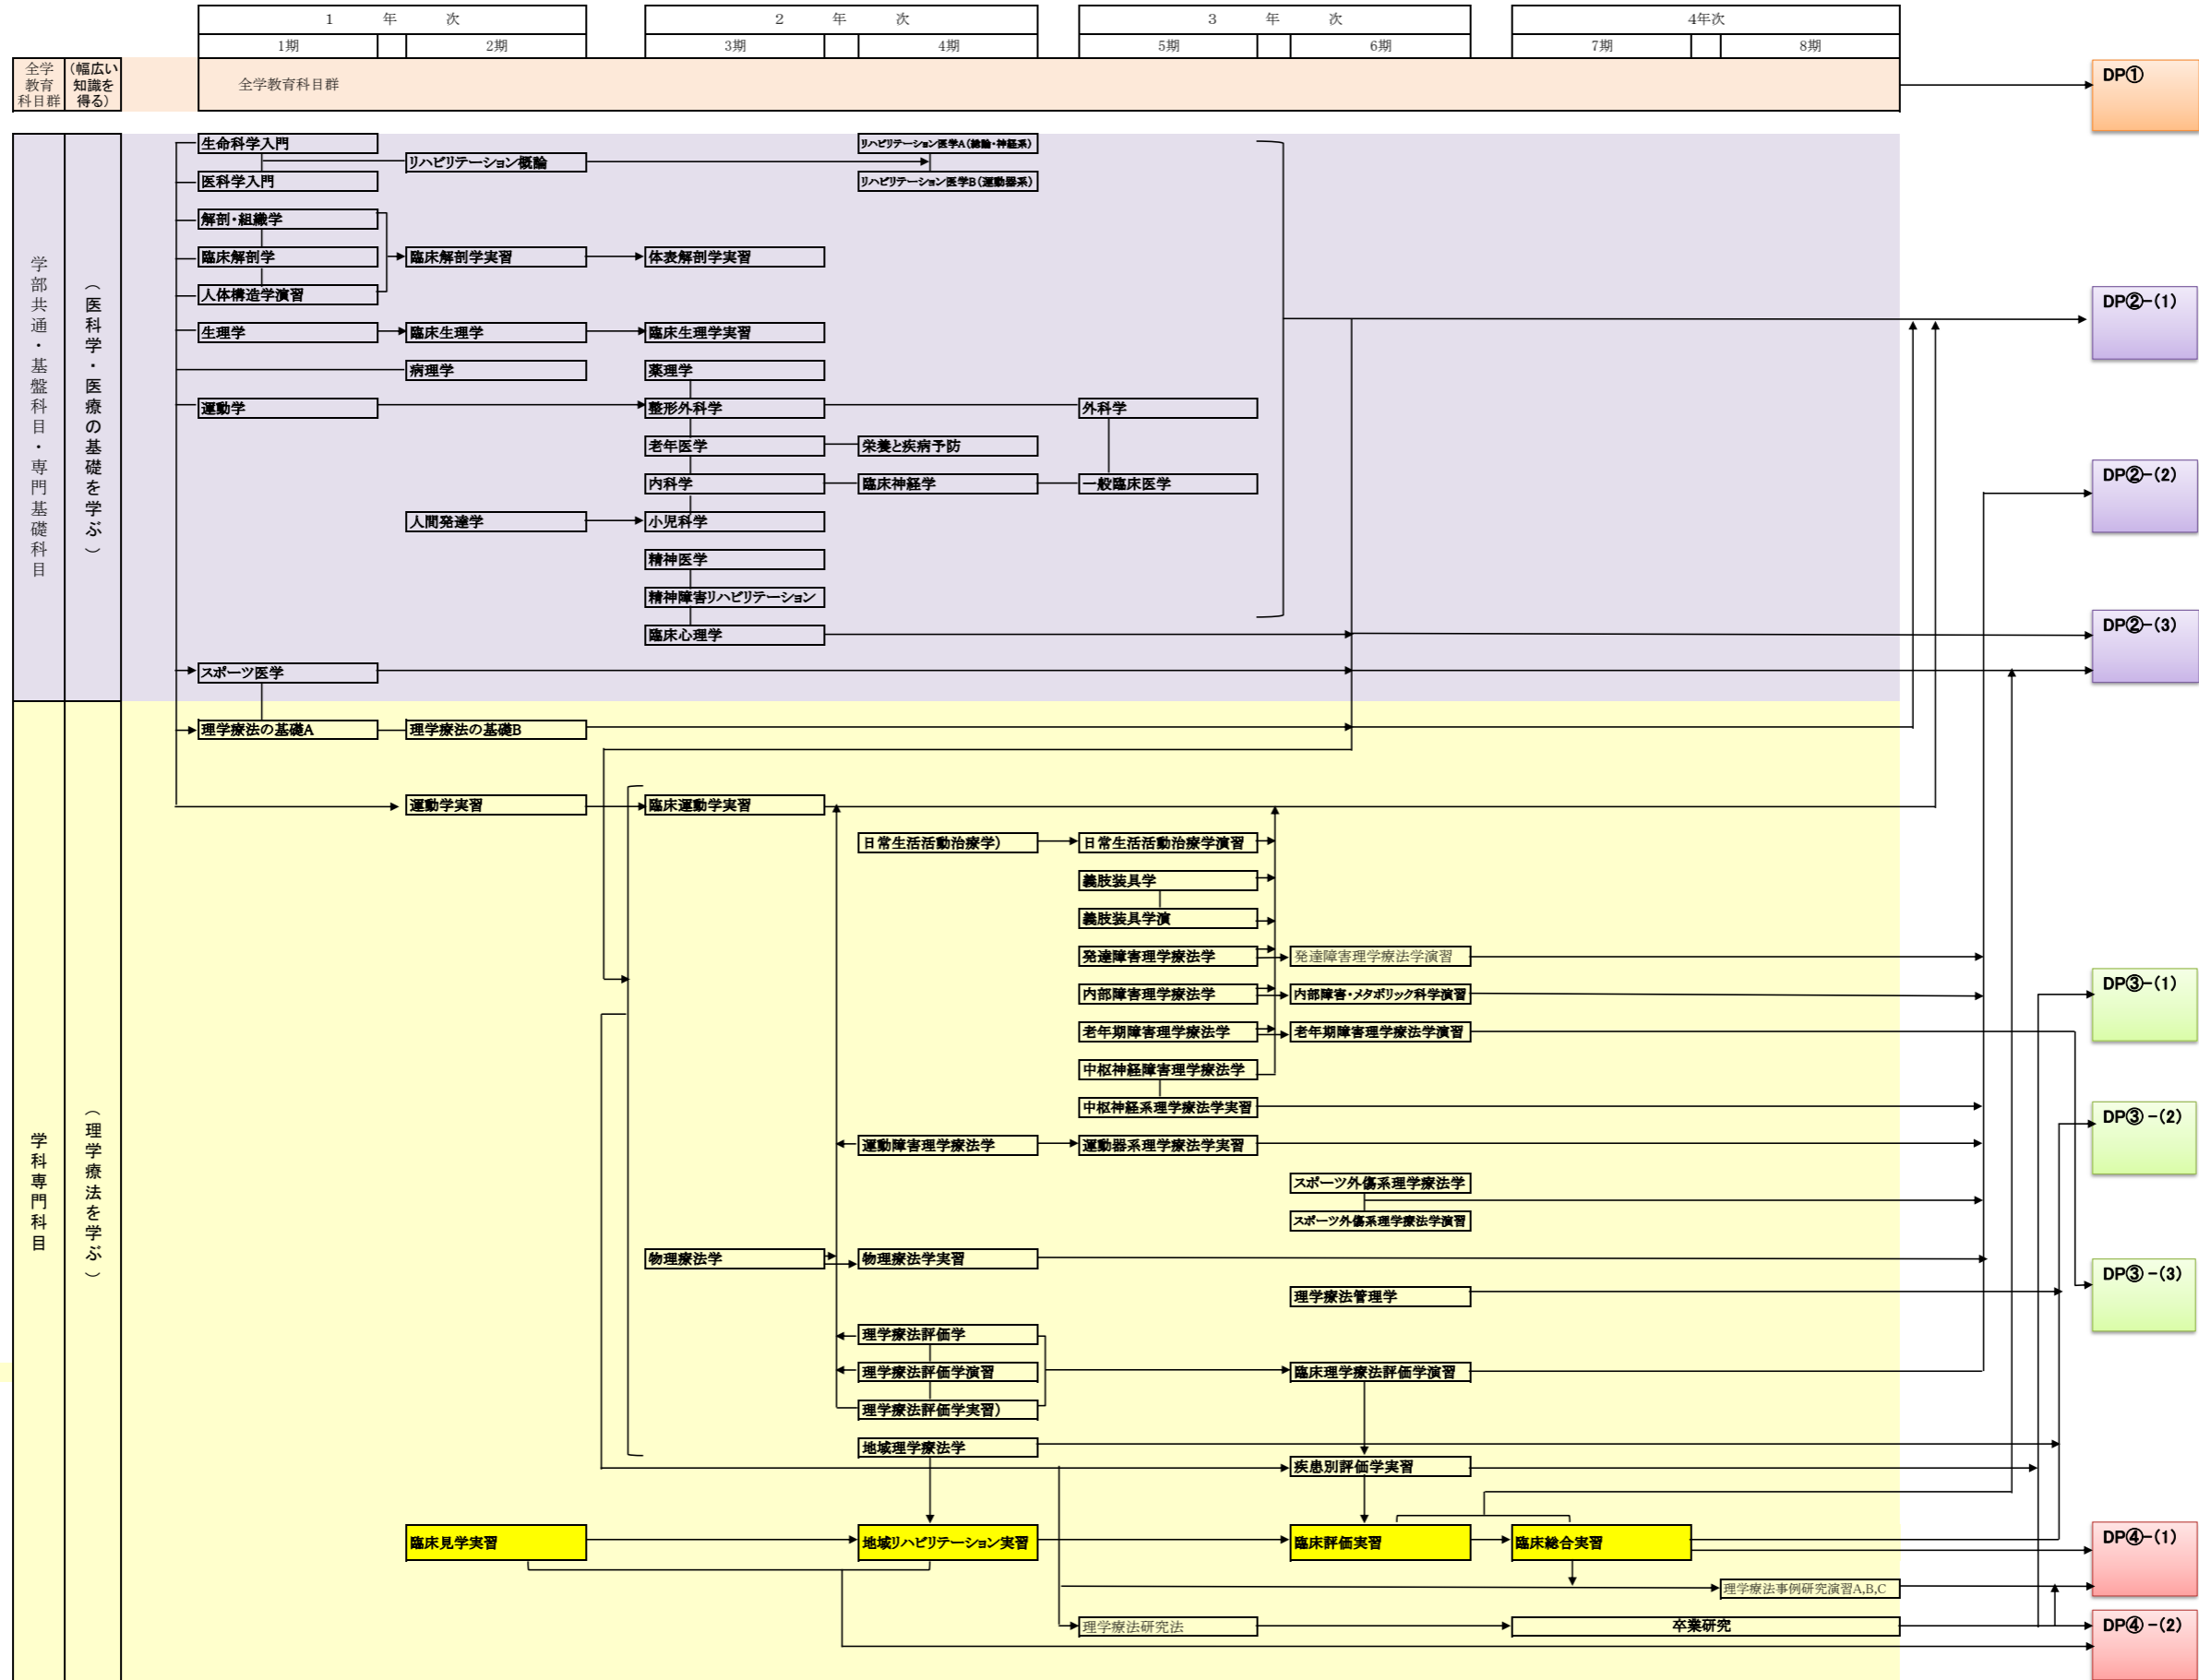 1 年 次
2 年 次
3 年 次
4年次
1期
2期
3期
4期
5期
6期
7期
8期
全学
教育
科目群
(幅広い
知識を
得る)
全学教育科目群
DP①
学部共通・基盤科目・専門基礎科目
（医科学・医療の基礎を学ぶ）
生命科学入門
リハビリテーション医学A(総論・神経系)
リハビリテーション概論
医科学入門
リハビリテーション医学B(運動器系)
解剖・組織学
臨床解剖学
臨床解剖学実習
体表解剖学実習
人体構造学演習
DP②-(1)
生理学
臨床生理学
臨床生理学実習
病理学
薬理学
運動学
整形外科学
外科学
老年医学
栄養と疾病予防
DP②-(2)
内科学
臨床神経学
一般臨床医学
人間発達学
小児科学
精神医学
精神障害リハビリテーション
臨床心理学
DP②-(3)
スポーツ医学
学科専門科目
（理学療法を学ぶ）
理学療法の基礎A
理学療法の基礎B
運動学実習
臨床運動学実習
日常生活活動治療学)
日常生活活動治療学演習
義肢装具学
義肢装具学演
発達障害理学療法学
発達障害理学療法学演習
DP③-(1)
内部障害理学療法学
内部障害・メタボリック科学演習
老年期障害理学療法学
老年期障害理学療法学演習
中枢神経障害理学療法学
中枢神経系理学療法学実習
DP③-(2)
運動障害理学療法学
運動器系理学療法学実習
スポーツ外傷系理学療法学
スポーツ外傷系理学療法学演習
物理療法学
物理療法学実習
DP③-(3)
理学療法管理学
理学療法評価学
理学療法評価学演習
臨床理学療法評価学演習
理学療法評価学実習)
地域理学療法学
疾患別評価学実習
臨床見学実習
地域リハビリテーション実習
臨床評価実習
臨床総合実習
DP④-(1)
理学療法事例研究演習A,B,C
理学療法研究法
卒業研究
DP④-(2)